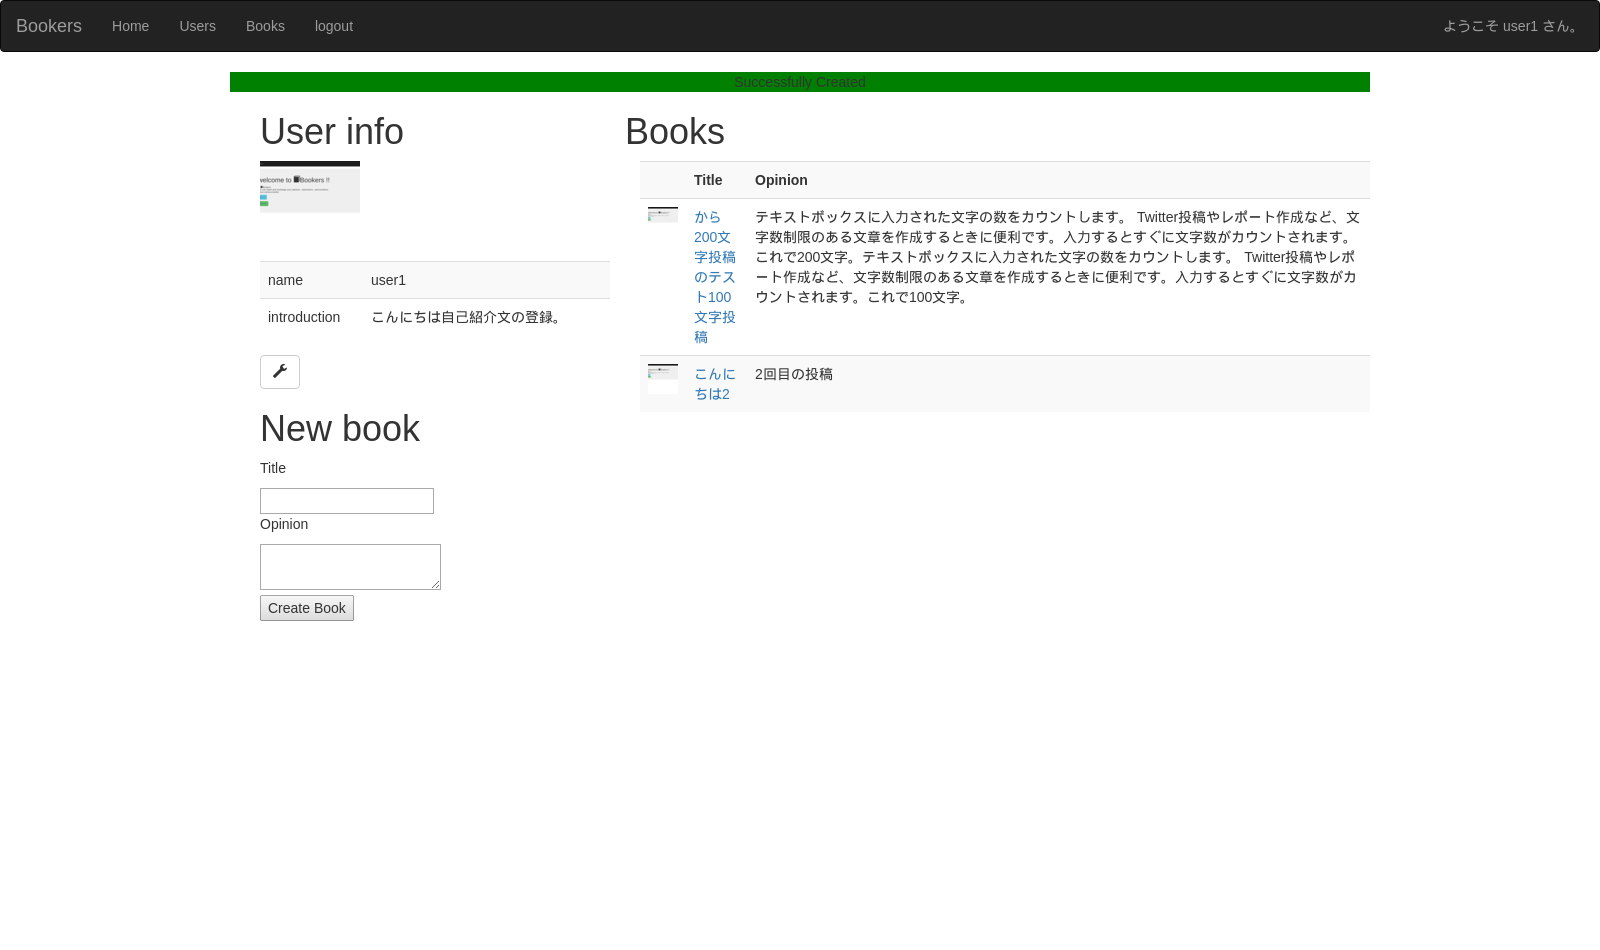 Bookers Home Users Books logout ようこそ user1 さん。
Successfully Created
User info
welcome to Bookers !!
name user1
introduction こんにちは自己紹介文の登録。
New book
Title
Opinion
Create Book
Books
Title Opinion
から
200文
字投稿
のテス
ト100
文字投
稿
テキストボックスに入力された文字の数をカウントします。 Twitter投稿やレポート作成など、文
字数制限のある文章を作成するときに便利です。入力するとすぐに文字数がカウントされます。
これで200文字。テキストボックスに入力された文字の数をカウントします。 Twitter投稿やレポ
ート作成など、文字数制限のある文章を作成するときに便利です。入力するとすぐに文字数がカ
ウントされます。これで100文字。
こんに
ちは2
2回目の投稿